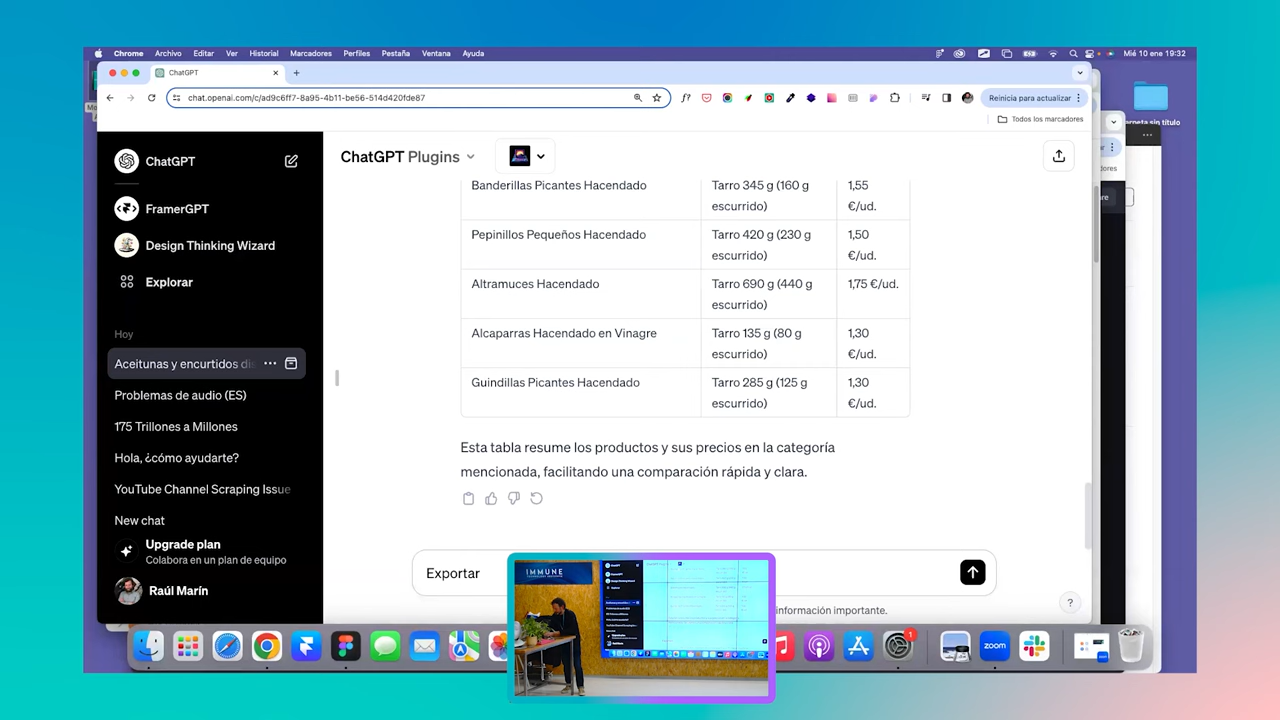 Chrome Archivo Editar Ver Historial Marcadores Perfiles Pestaña Ventana Ayuda
Mié 10 ene 19:32
ChatGPT
chat.openai.com/c/ad9c6ff7-8a95-4b11-be56-514d420fde87
Reinicia para actualizar
Todos los marcadores
ChatGPT
FramerGPT
Design Thinking Wizard
Explorar
Hoy
Aceitunas y encurtidos
Problemas de audio (ES)
175 Trillones a Millones
Hola, ¿cómo ayudarte?
YouTube Channel Scraping Issue
New chat
Upgrade plan
Colabora en un plan de equipo
Raúl Marín
ChatGPT Plugins
Banderillas Picantes Hacendado Tarro 345 g (160 g 1,55
escurrido) €/ud.
Pepinillos Pequeños Hacendado Tarro 420 g (230 g 1,50
escurrido) €/ud.
Altramuces Hacendado Tarro 690 g (440 g 1,75 €/ud.
escurrido)
Alcaparras Hacendado en Vinagre Tarro 135 g (80 g 1,30
escurrido) €/ud.
Guindillas Picantes Hacendado Tarro 285 g (125 g 1,30
escurrido) €/ud.
Esta tabla resume los productos y sus precios en la categoría
mencionada, facilitando una comparación rápida y clara.
Exportar
información importante.
?
IMMUNE
zoom
1